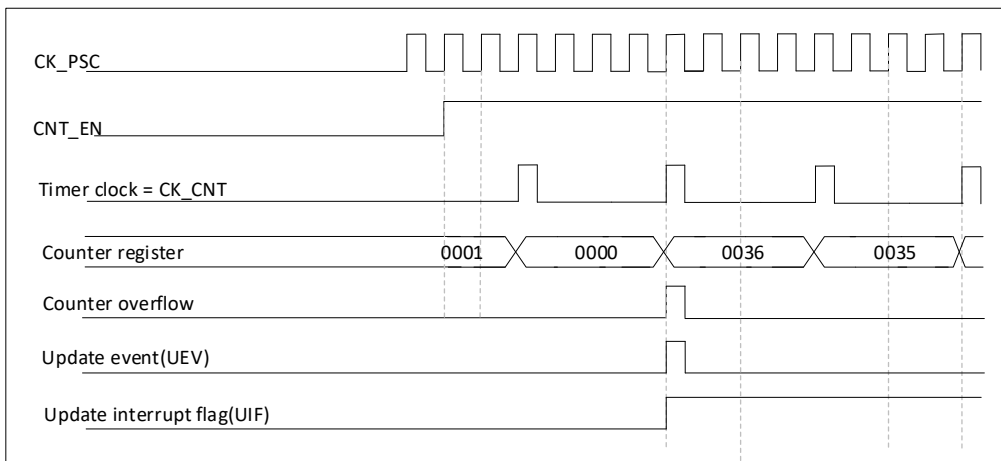 CK_PSC
CNT_EN
Timer clock = CK_CNT
Counter register 0001 0000 0036 0035
Counter overflow
Update event(UEV)
Update interrupt flag(UIF)